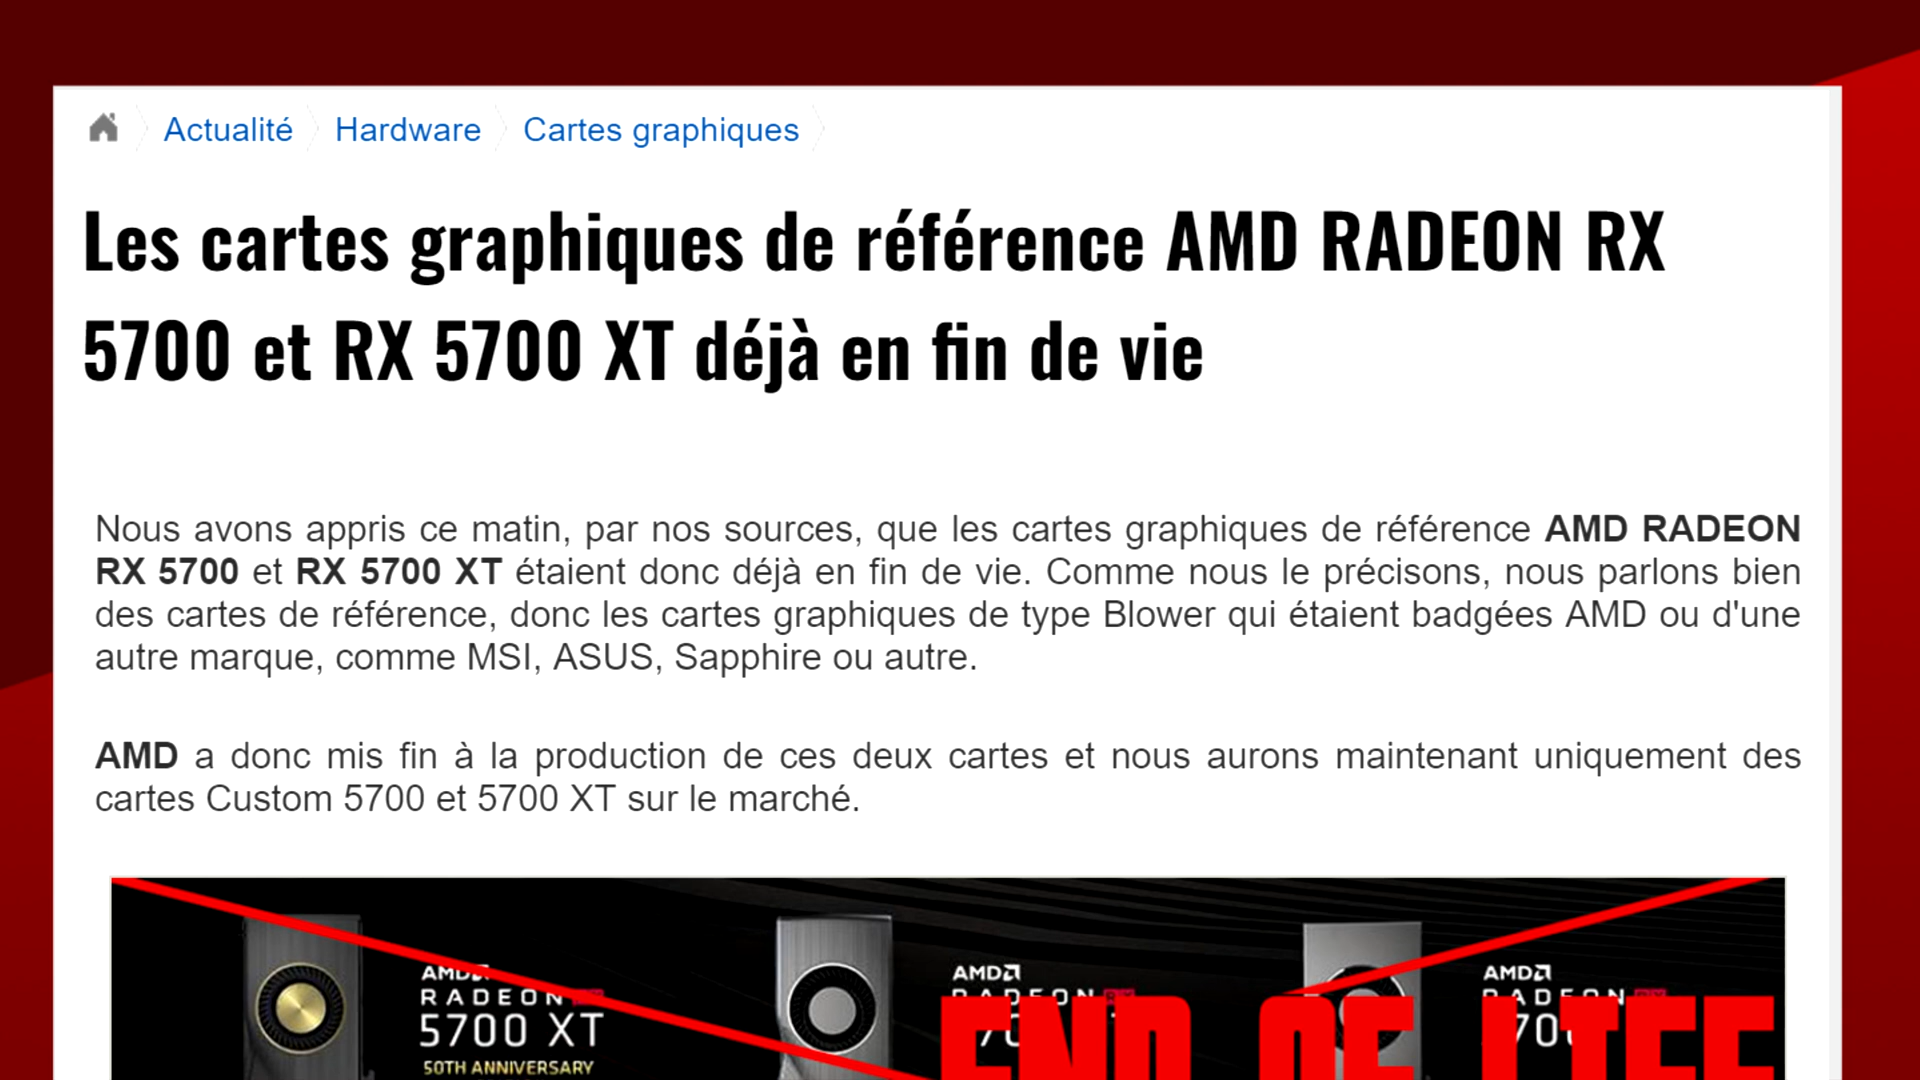 Actualité Hardware Cartes graphiques
Les cartes graphiques de référence AMD RADEON RX
5700 et RX 5700 XT déjà en fin de vie
Nous avons appris ce matin, par nos sources, que les cartes graphiques de référence AMD RADEON
RX 5700 et RX 5700 XT étaient donc déjà en fin de vie. Comme nous le précisons, nous parlons bien
des cartes de référence, donc les cartes graphiques de type Blower qui étaient badgées AMD ou d'une
autre marque, comme MSI, ASUS, Sapphire ou autre.
AMD a donc mis fin à la production de ces deux cartes et nous aurons maintenant uniquement des
cartes Custom 5700 et 5700 XT sur le marché.
AMD
RADEON
5700 XT
50TH ANNIVERSARY
AMD
RADEON
AMD
RADEON
END OF LIFE